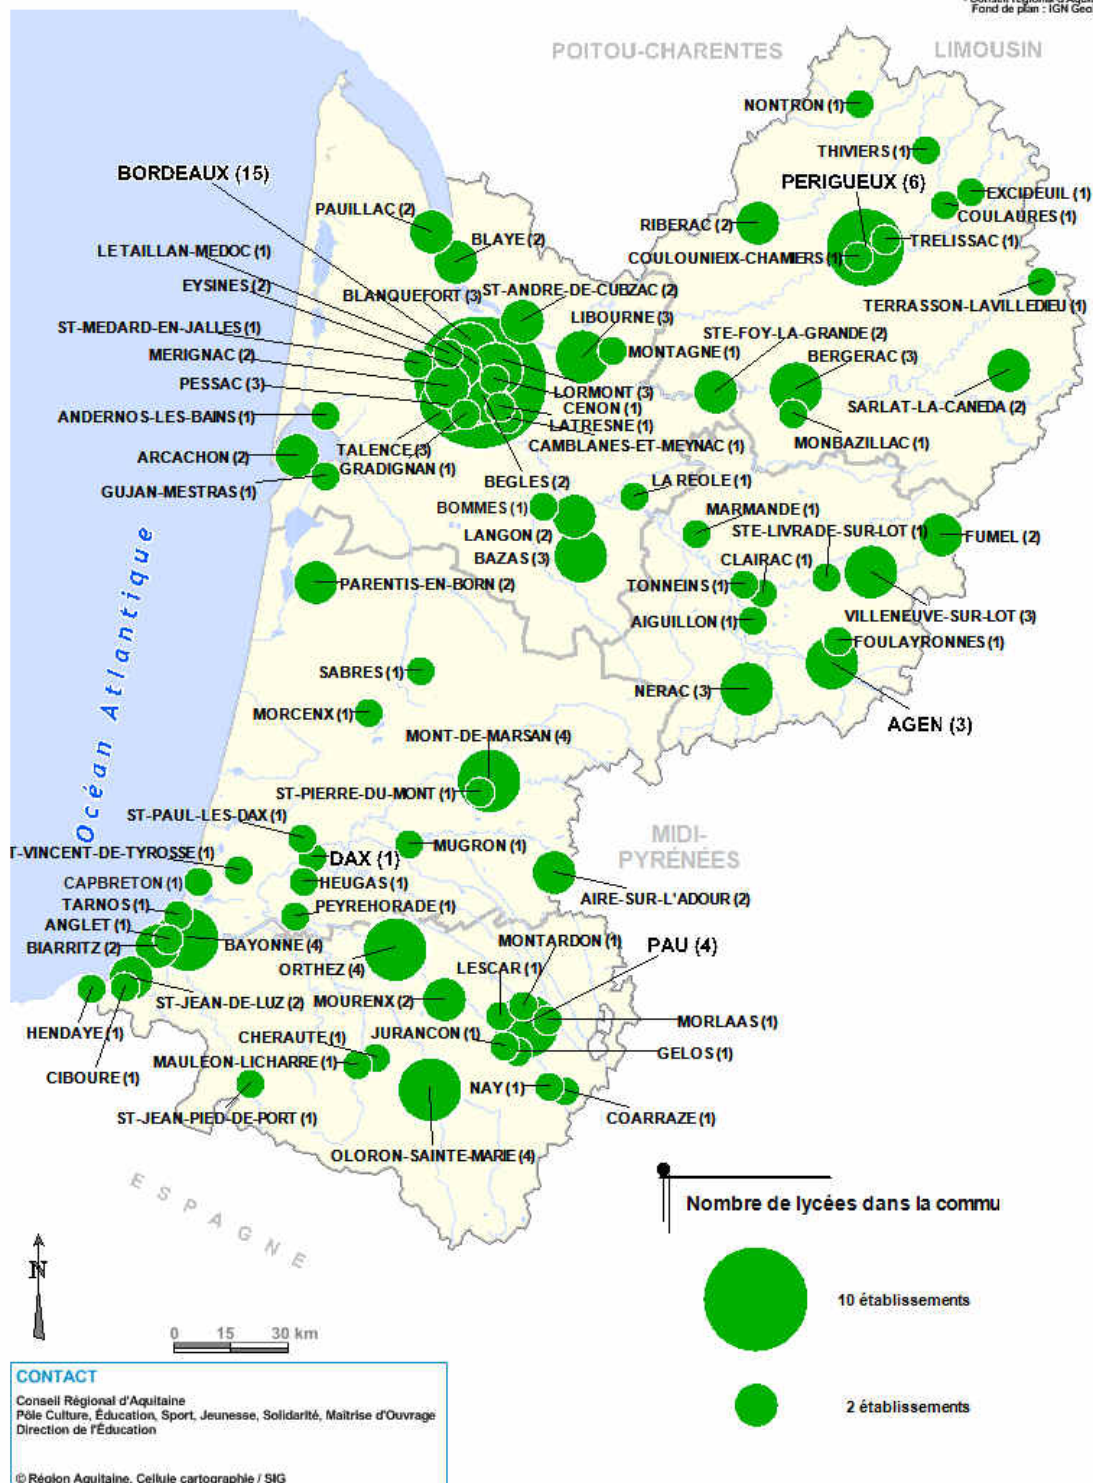 Fond de plan : IGN Geo
POITOU-CHARENTES
LIMOUSIN
NONTRON (1)
THIVIERS (1)
BORDEAUX (15)
PERIGUEUX (6)
EXCIDEUIL (1)
PAUILLAC (2)
COULAURES (1)
RIBERAC (2)
BLAYE (2)
TRELISSAC (1)
LE TAILLAN-MEDOC (1)
COULOUNIEIX-CHAMIERS (1)
EYSINES (2)
ST-ANDRE-DE-CUBZAC (2)
BLANQUEFORT (3)
TERRASSON-LAVILLEDIEU (1)
LIBOURNE (3)
ST-MEDARD-EN-JALLES (1)
STE-FOY-LA-GRANDE (2)
MERIGNAC (2)
MONTAGNE (1)
BERGERAC (3)
PESSAC (3)
LORMONT (3)
CENON (1)
SARLAT-LA-CANEDA (2)
ANDERNOS-LES-BAINS (1)
LATRESNE (1)
MONBAZILLAC (1)
TALENCE (3)
CAMBLANES-ET-MEYNAC (1)
ARCACHON (2)
GRADIGNAN (1)
BEGLES (2)
LA REOLE (1)
GUJAN-MESTRAS (1)
BOMMES (1)
MARMANDE (1)
STE-LIVRADE-SUR-LOT (1)
LANGON (2)
FUMEL (2)
BAZAS (3)
CLAIRAC (1)
PARENTIS-EN-BORN (2)
TONNEINS (1)
VILLENEUVE-SUR-LOT (3)
AIGUILLON (1)
FOULAYRONNES (1)
Océan Atlantique
SABRES (1)
NERAC (3)
MORCENX (1)
AGEN (3)
MONT-DE-MARSAN (4)
ST-PIERRE-DU-MONT (1)
ST-PAUL-LES-DAX (1)
MIDI-
PYRÉNÉES
T-VINCENT-DE-TYROSSE (1)
MUGRON (1)
DAX (1)
CAPBRETON (1)
HEUGAS (1)
AIRE-SUR-L'ADOUR (2)
TARNOS (1)
PEYREHORADE (1)
ANGLET (1)
BIARRITZ (2)
BAYONNE (4)
MONTARDON (1)
PAU (4)
ORTHEZ (4)
LESCAR (1)
ST-JEAN-DE-LUZ (2)
MOURENX (2)
MORLAAS (1)
HENDAYE (1)
CHERAUTE (1)
JURANCON (1)
GELOS (1)
MAULEON-LICHARRE (1)
CIBOURE (1)
NAY (1)
ST-JEAN-PIED-DE-PORT (1)
COARRAZE (1)
OLORON-SAINTE-MARIE (4)
ESPAGNE
Nombre de lycées dans la commu
N
10 établissements
0 15 30 km
2 établissements
CONTACT
Conseil Régional d'Aquitaine
Pôle Culture, Éducation, Sport, Jeunesse, Solidarité, Maîtrise d'Ouvrage
Direction de l'Éducation
© Région Aquitaine, Cellule cartographie / SIG